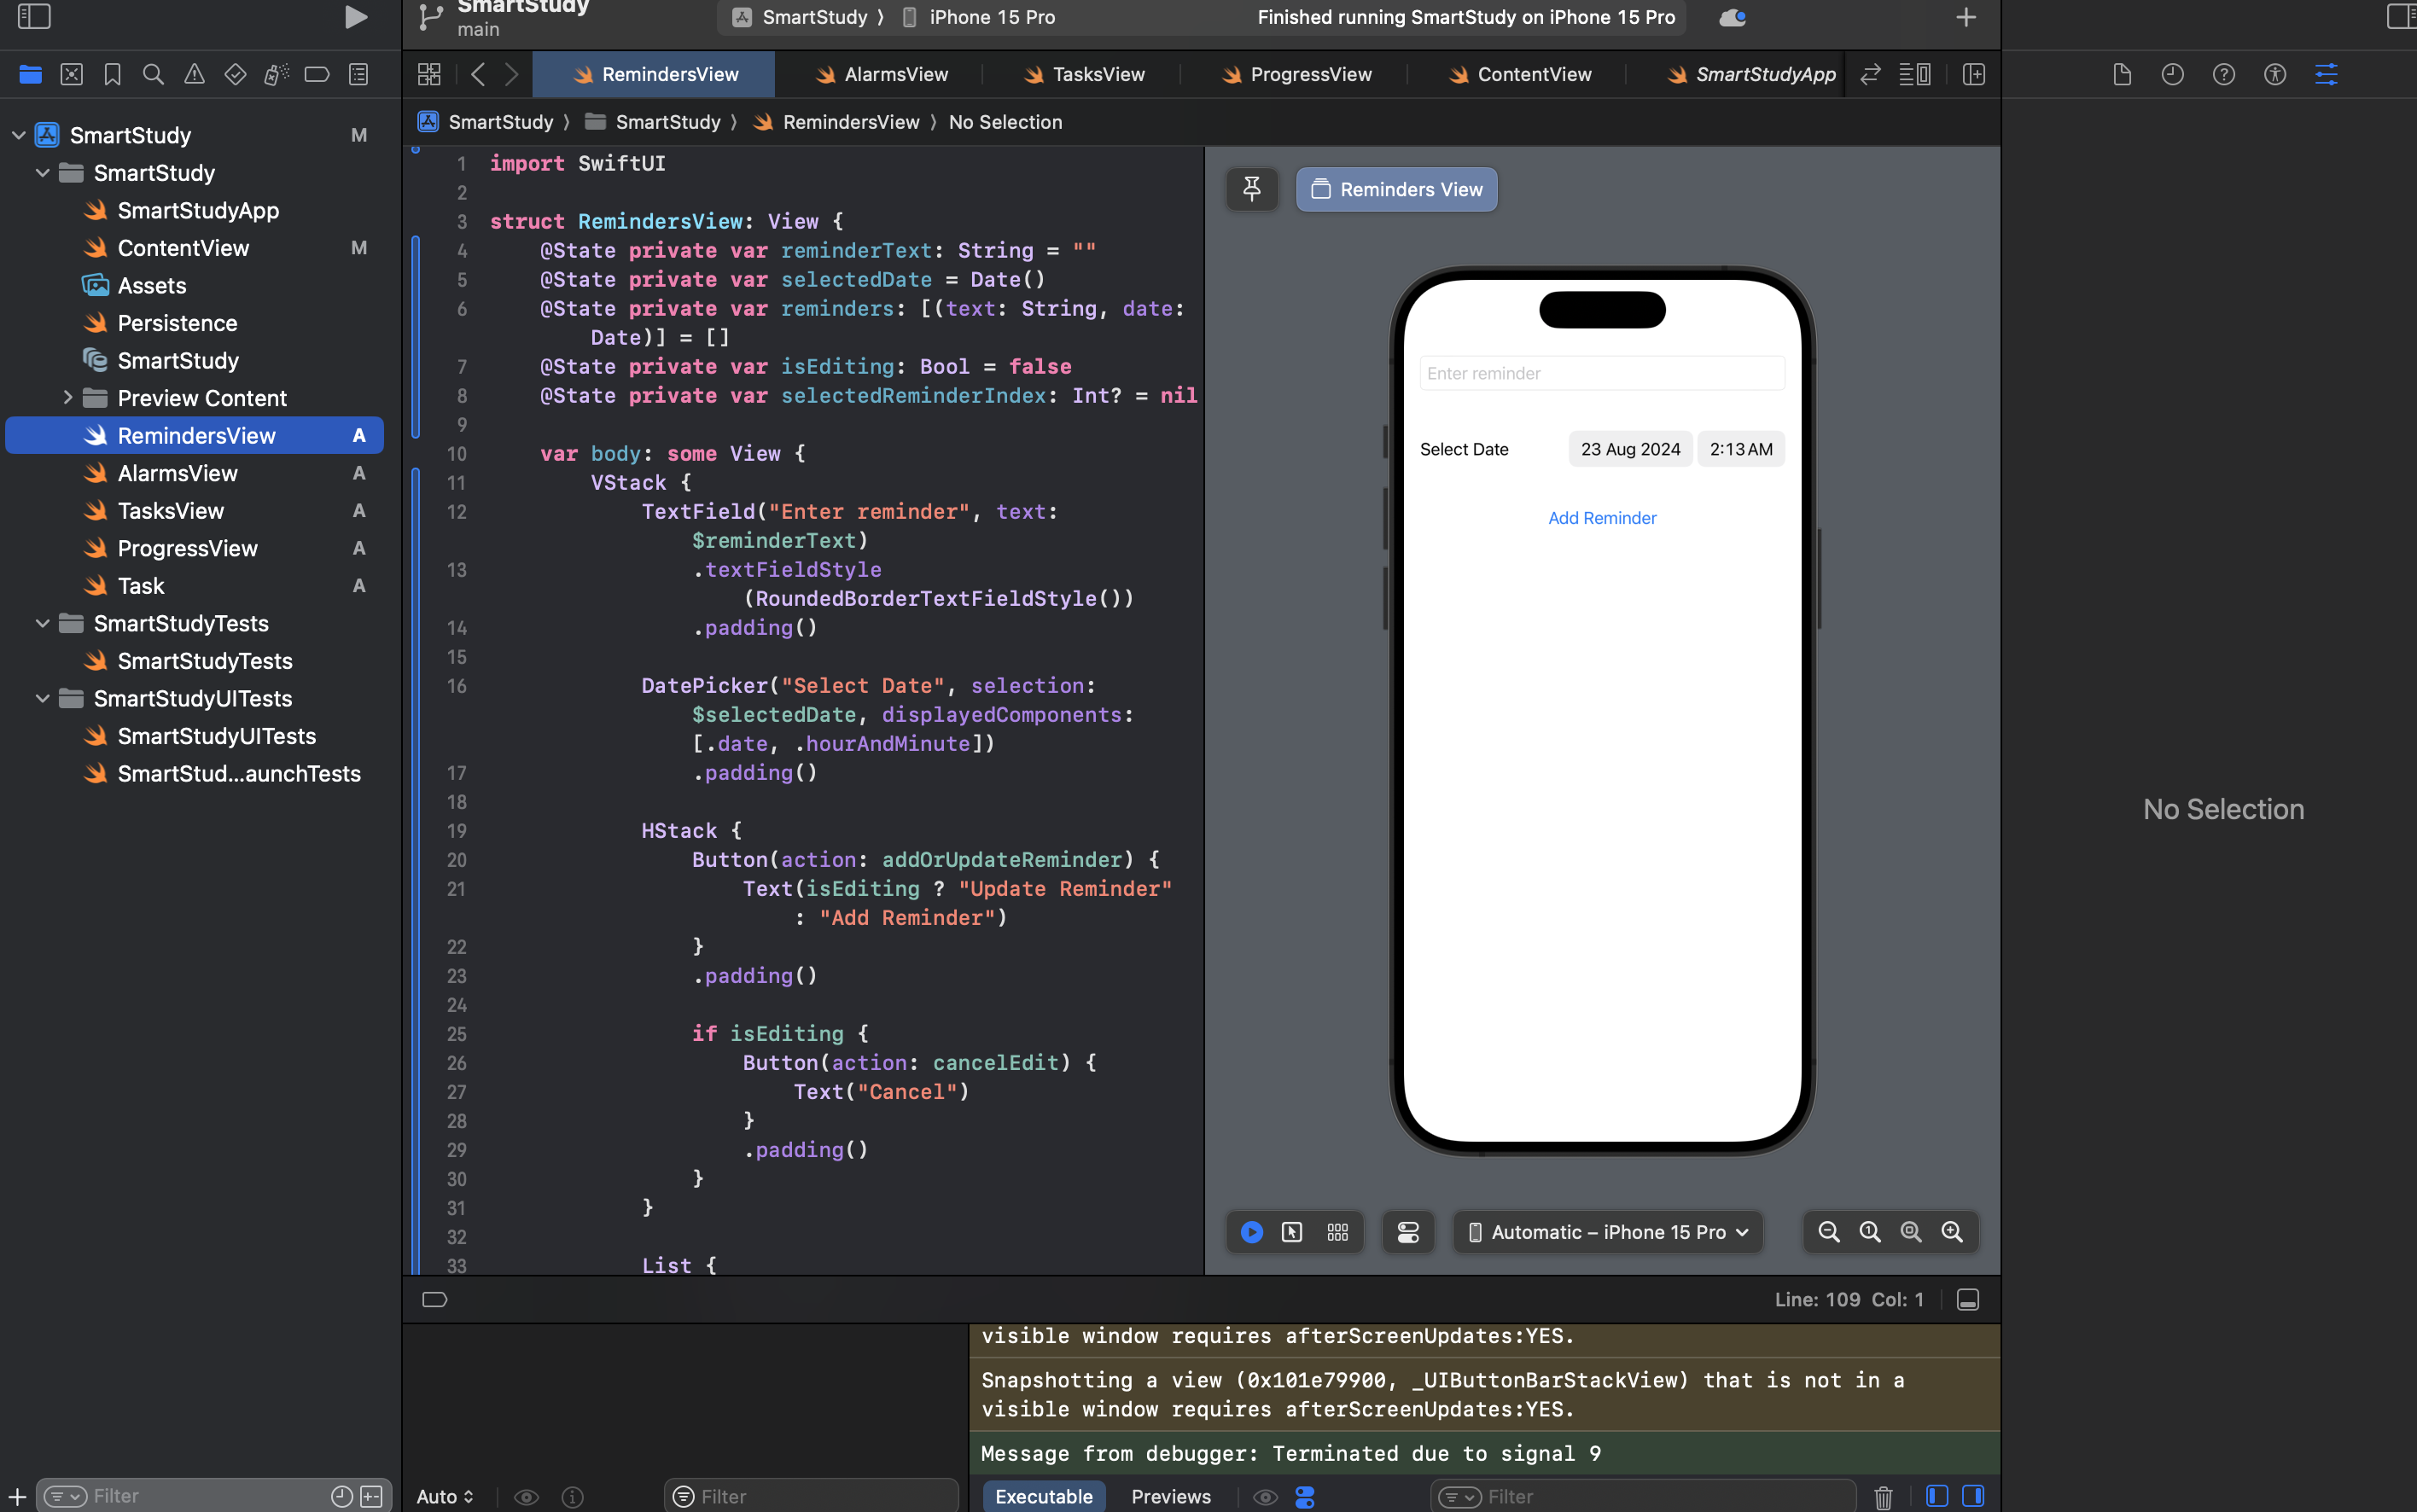 SmartStudy
main
SmartStudy 〉 iPhone 15 Pro
Finished running SmartStudy on iPhone 15 Pro
RemindersView
AlarmsView
TasksView
ProgressView
ContentView
SmartStudyApp
SmartStudy 〉 SmartStudy 〉 RemindersView 〉 No Selection
SmartStudy M
SmartStudy
SmartStudyApp
ContentView M
Assets
Persistence
SmartStudy
Preview Content
RemindersView A
AlarmsView A
TasksView A
ProgressView A
Task A
SmartStudyTests
SmartStudyTests
SmartStudyUITests
SmartStudyUITests
SmartStud...aunchTests
Filter
1 import SwiftUI
2
3 struct RemindersView: View {
4 @State private var reminderText: String = ""
5 @State private var selectedDate = Date()
6 @State private var reminders: [(text: String, date:
Date)] = []
7 @State private var isEditing: Bool = false
8 @State private var selectedReminderIndex: Int? = nil
9
10 var body: some View {
11 VStack {
12 TextField("Enter reminder", text:
$reminderText)
13 .textFieldStyle
(RoundedBorderTextFieldStyle())
14 .padding()
15
16 DatePicker("Select Date", selection:
$selectedDate, displayedComponents:
[.date, .hourAndMinute])
17 .padding()
18
19 HStack {
20 Button(action: addOrUpdateReminder) {
21 Text(isEditing ? "Update Reminder"
: "Add Reminder")
22 }
23 .padding()
24
25 if isEditing {
26 Button(action: cancelEdit) {
27 Text("Cancel")
28 }
29 .padding()
30 }
31 }
32
33 List {
Reminders View
Enter reminder
Select Date 23 Aug 2024 2:13 AM
Add Reminder
Automatic – iPhone 15 Pro
No Selection
Line: 109 Col: 1
visible window requires afterScreenUpdates:YES.
Snapshotting a view (0x101e79900, _UIButtonBarStackView) that is not in a
visible window requires afterScreenUpdates:YES.
Message from debugger: Terminated due to signal 9
Auto
Filter
Executable
Previews
Filter